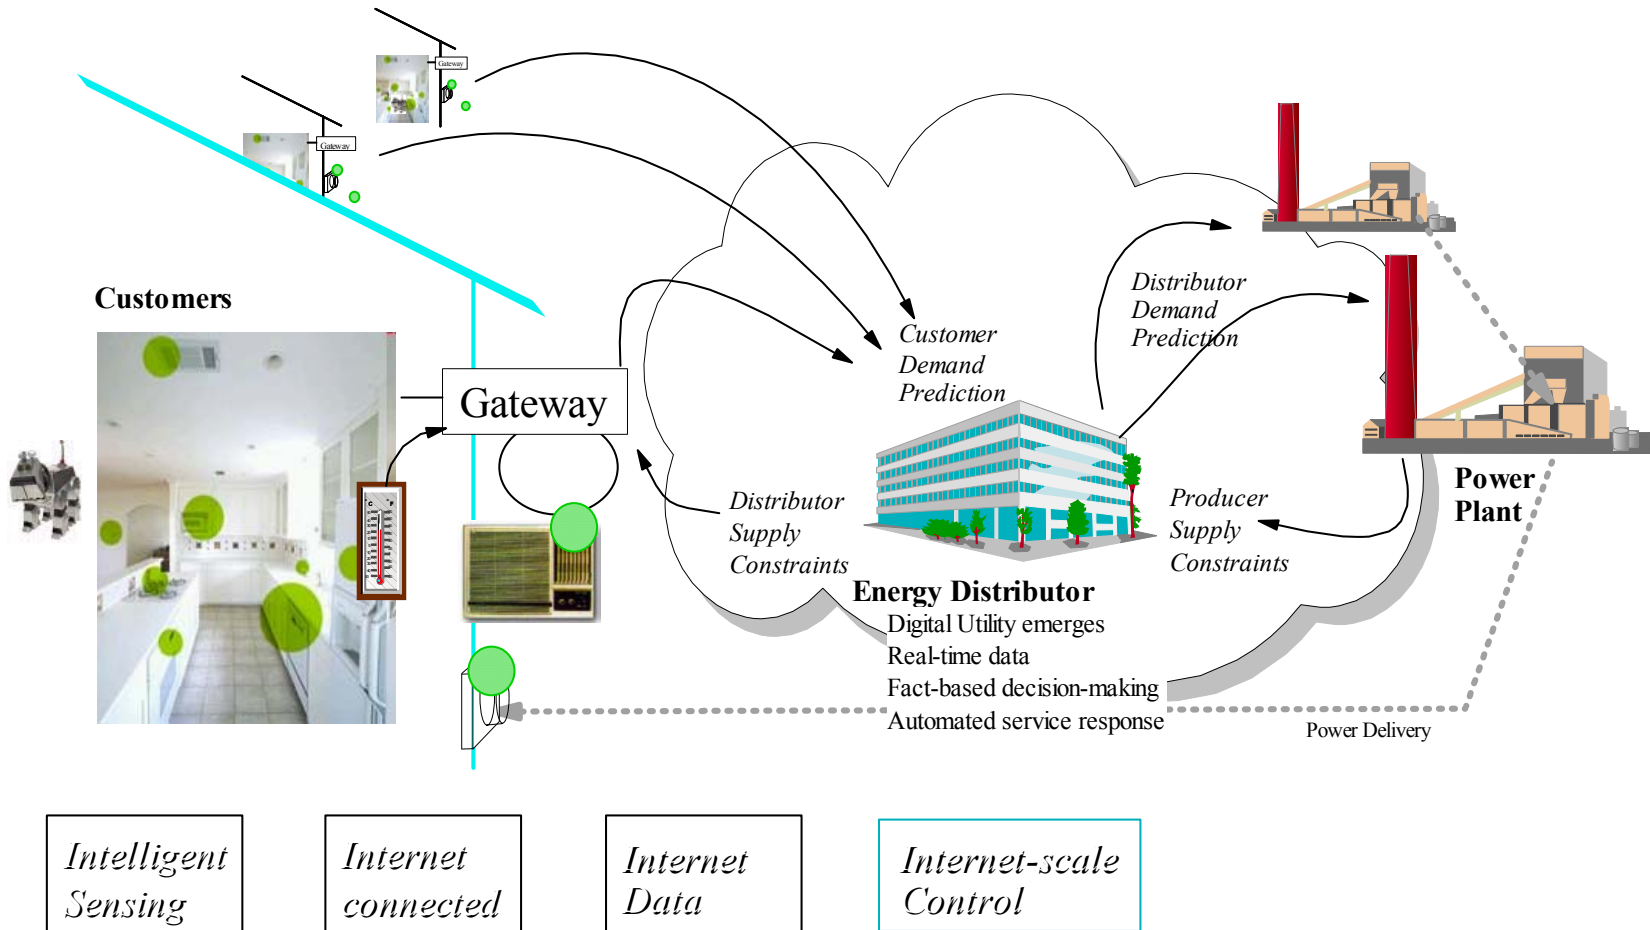 Gateway
Gateway
Customers
Gateway
Customer
Demand
Prediction
Distributor
Demand
Prediction
Distributor
Supply
Constraints
Producer
Supply
Constraints
Power
Plant
Energy Distributor
Digital Utility emerges
Real-time data
Fact-based decision-making
Automated service response
Power Delivery
Intelligent
Sensing
Internet
connected
Internet
Data
Internet-scale
Control